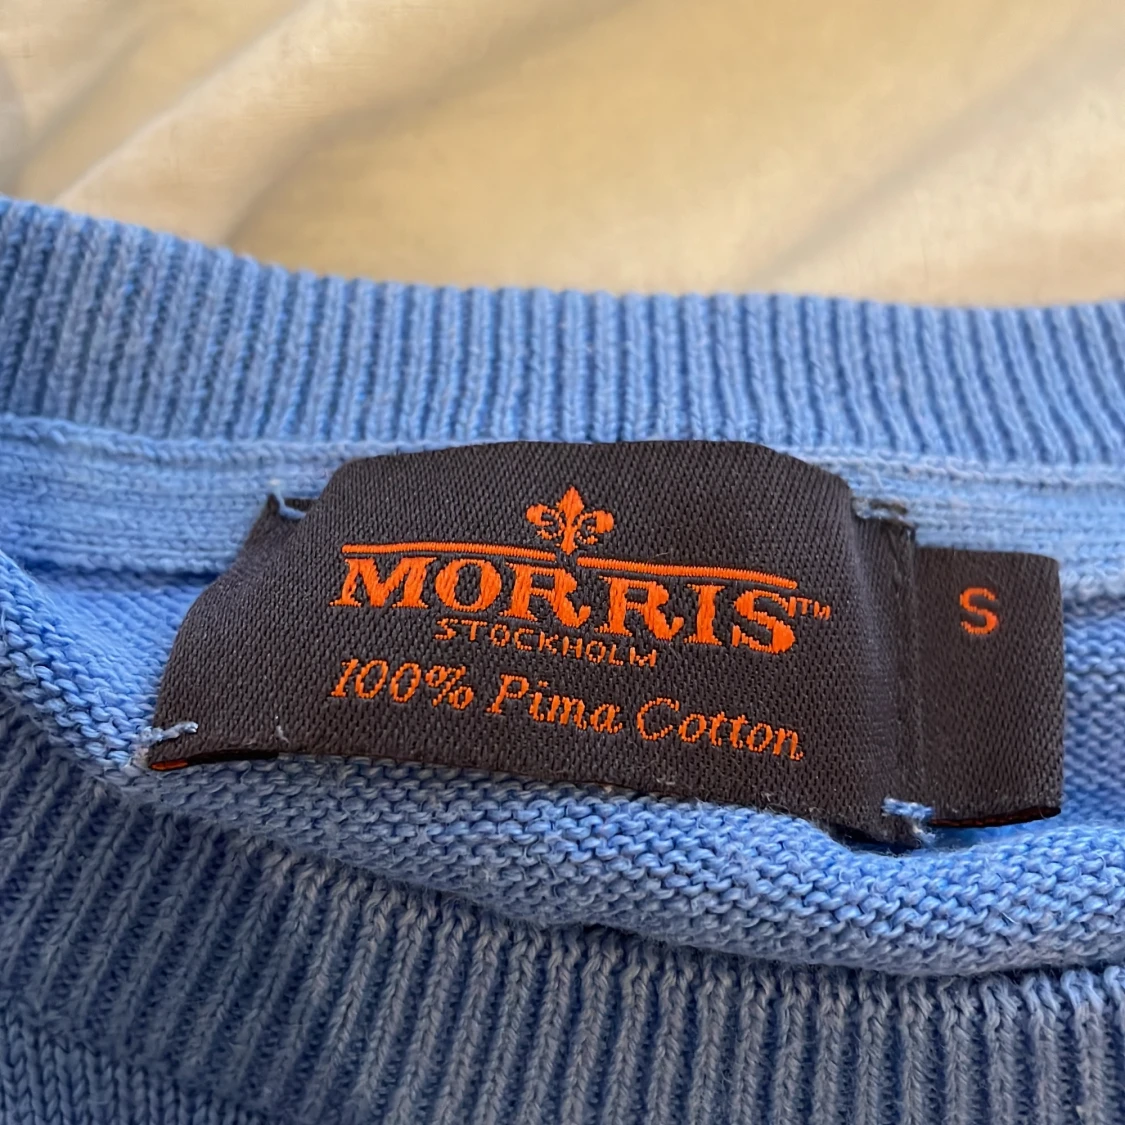 MORRIS™
STOCKHOLM
100% Pima Cotton
S